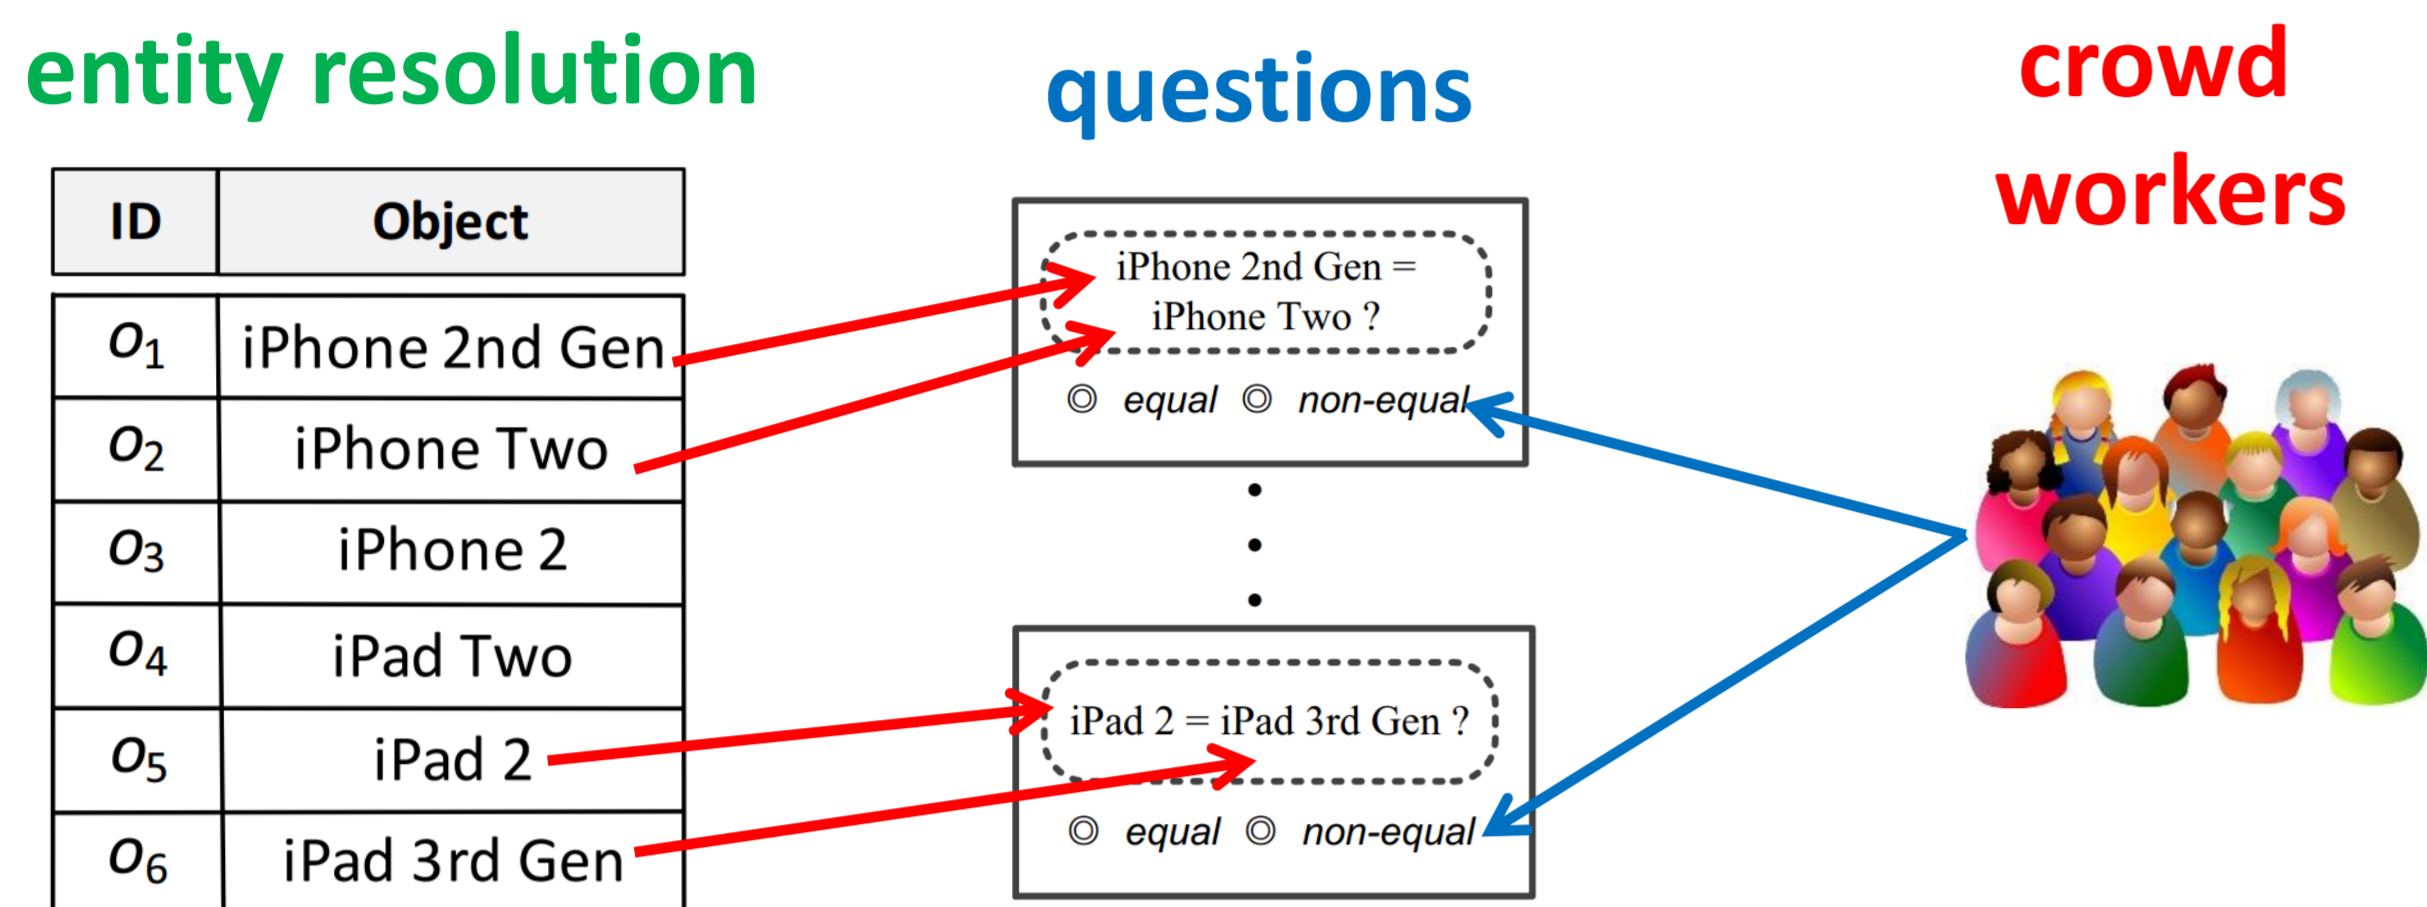 entity resolution
questions
crowd
workers
ID Object
o1 iPhone 2nd Gen
o2 iPhone Two
o3 iPhone 2
o4 iPad Two
o5 iPad 2
o6 iPad 3rd Gen
iPhone 2nd Gen =
iPhone Two ?
◎ equal ◎ non-equal
iPad 2 = iPad 3rd Gen ?
◎ equal ◎ non-equal